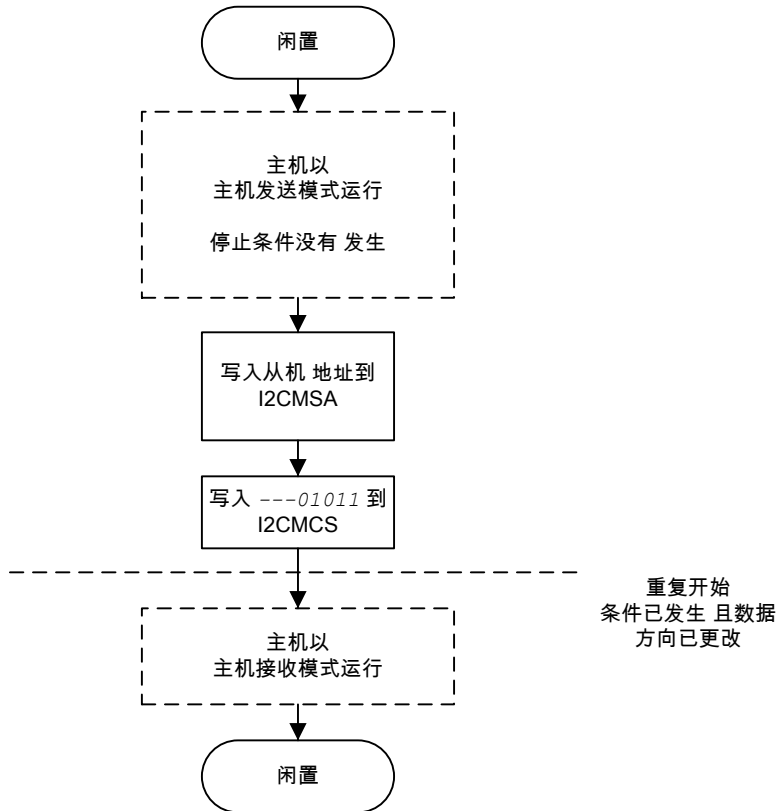 闲置
主机以
主机发送模式运行
停止条件没有 发生
写入从机 地址到
I2CMSA
写入 ---01011 到
I2CMCS
重复开始
条件已发生 且数据
方向已更改
主机以
主机接收模式运行
闲置